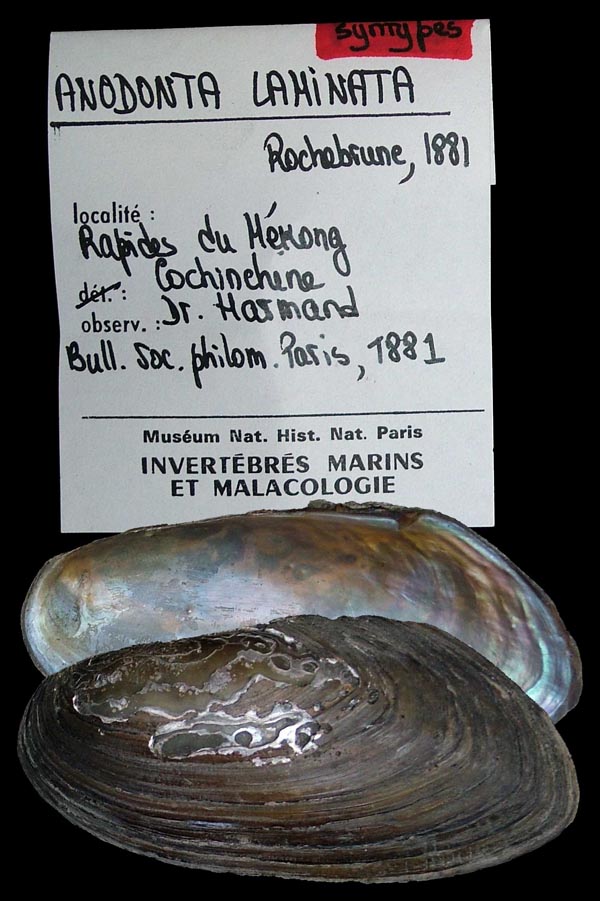 syntypes
ANODONTA LAMINATA
Rochebrune, 1881
localité :
Rapides du Mékong
Cochinchine
dét. :
observ. : Dr. Harmand
Bull. soc. philom. Paris, 1881
Muséum Nat. Hist. Nat. Paris
INVERTÉBRÉS MARINS
ET MALACOLOGIE